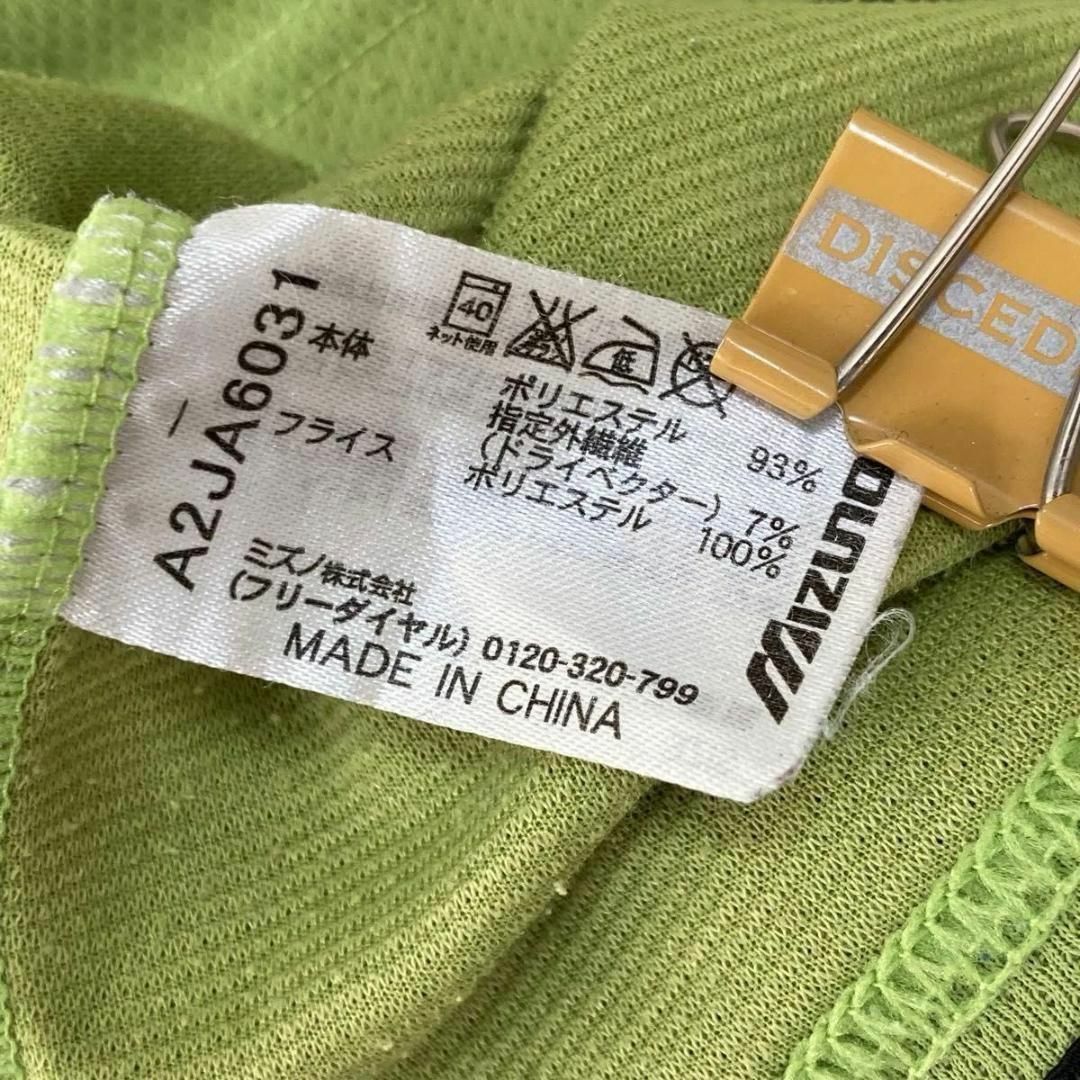 A2JA6031
40
ネット使用
低
本体
ポリエステル 93%
指定外繊維
(ドライベクター) 7%
フライス
ポリエステル 100%
ミズノ株式会社
(フリーダイヤル) 0120-320-799
MADE IN CHINA
Mizuno
DISCED